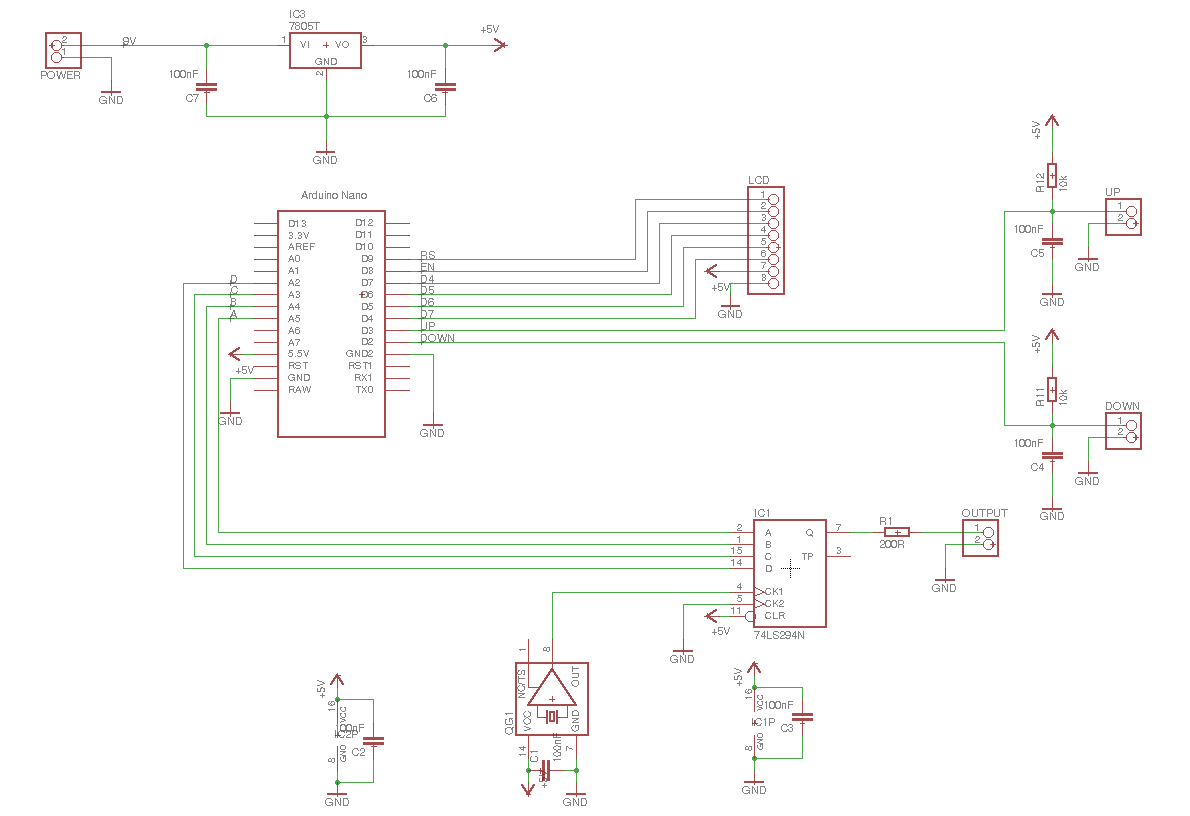 IC3
7805T
2
1
POWER
9V
1
VI
VO
3
GND
2
+5V
100nF
C7
100nF
C6
GND
GND
Arduino Nano
D13
3.3V
AREF
A0
A1
A2
A3
A4
A5
A6
A7
5.5V
RST
GND
RAW
D12
D11
D10
D9
D8
D7
D6
D5
D4
D3
D2
GND2
RST1
RX1
TX0
D
C
B
A
+5V
GND
GND
RS
EN
D4
D5
D6
D7
UP
DOWN
LCD
1
2
3
4
5
6
7
8
+5V
GND
+5V
R12
10k
100nF
C5
GND
UP
1
2
GND
+5V
R11
10k
100nF
C4
GND
DOWN
1
2
GND
IC1
2
A
1
B
15
C
14
D
4
CK1
5
CK2
11
CLR
Q
7
TP
3
74LS294N
+5V
GND
R1
200R
OUTPUT
1
2
GND
1
8
NC/TS
OUT
QG1
VCC
GND
14
7
C1
100nF
+5V
GND
+5V
16
VCC
IC2P
GND
8
00nF
C2
GND
+5V
16
VCC
IC1P
GND
8
100nF
C3
GND